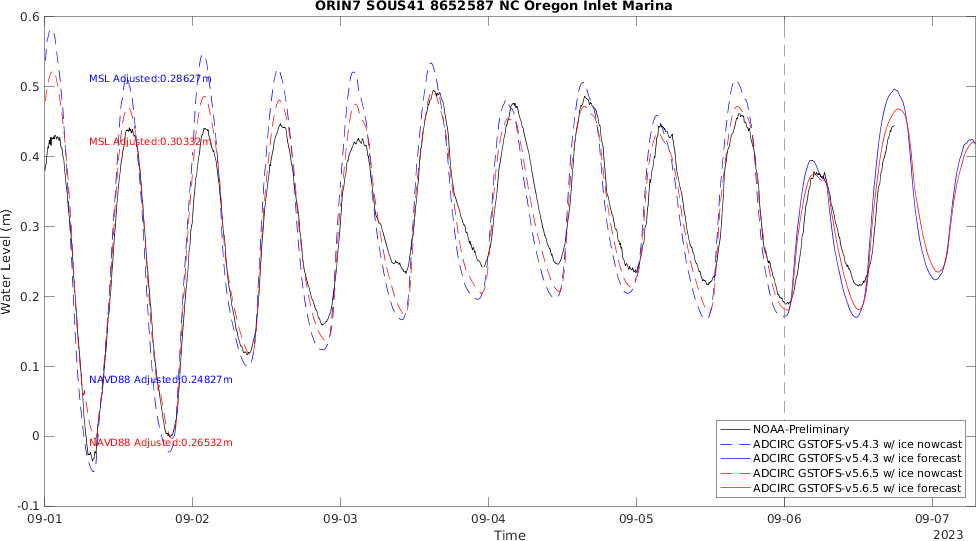 ORIN7 SOUS41 8652587 NC Oregon Inlet Marina
0.6
0.5
0.4
0.3
0.2
0.1
0
-0.1
Water Level (m)
MSL Adjusted:0.28627m
MSL Adjusted:0.30332m
NAVD88 Adjusted:0.24827m
NAVD88 Adjusted:0.26532m
NOAA-Preliminary
ADCIRC GSTOFS-v5.4.3 w/ ice nowcast
ADCIRC GSTOFS-v5.4.3 w/ ice forecast
ADCIRC GSTOFS-v5.6.5 w/ ice nowcast
ADCIRC GSTOFS-v5.6.5 w/ ice forecast
09-01 09-02 09-03 09-04 09-05 09-06 09-07
Time
2023